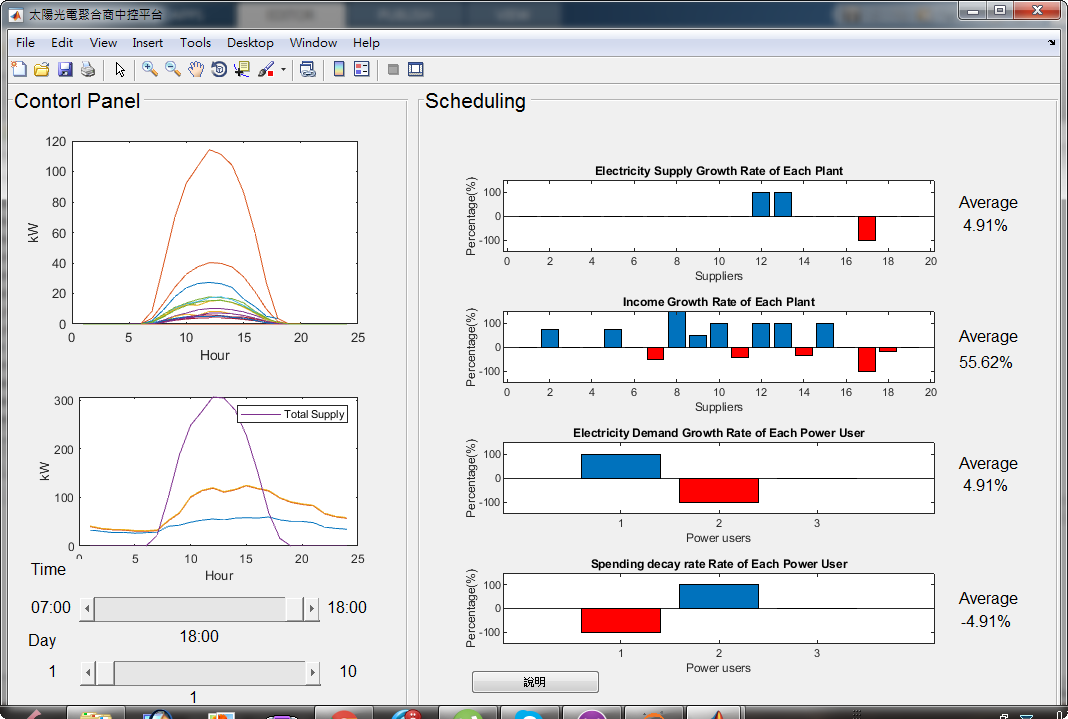 太陽光電聚合商中控平台
File Edit View Insert Tools Desktop Window Help
Contorl Panel
120
100
80
60
40
20
0
kW
0 5 10 15 20 25
Hour
300
200
100
0
kW
Total Supply
0 5 10 15 20 25
Hour
Time
07:00 18:00
18:00
Day
1 10
1
Scheduling
Electricity Supply Growth Rate of Each Plant
Percentage(%)
100
0
-100
0 2 4 6 8 10 12 14 16 18 20
Suppliers
Average
4.91%
Income Growth Rate of Each Plant
Percentage(%)
100
0
-100
0 2 4 6 8 10 12 14 16 18 20
Suppliers
Average
55.62%
Electricity Demand Growth Rate of Each Power User
Percentage(%)
100
0
-100
1 2 3
Power users
Average
4.91%
Spending decay rate Rate of Each Power User
Percentage(%)
100
0
-100
1 2 3
Power users
Average
-4.91%
說明